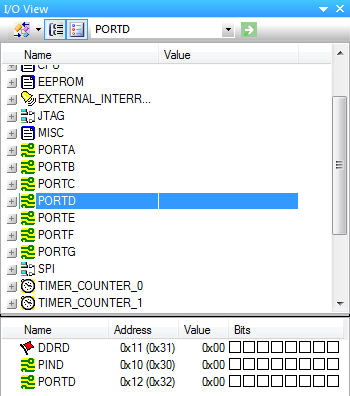 I/O View
PORTD
Name Value
CPU
EEPROM
EXTERNAL_INTERR...
JTAG
MISC
PORTA
PORTB
PORTC
PORTD
PORTE
PORTF
PORTG
SPI
TIMER_COUNTER_0
TIMER_COUNTER_1
Name Address Value Bits
DDRD 0x11 (0x31) 0x00
PIND 0x10 (0x30) 0x00
PORTD 0x12 (0x32) 0x00